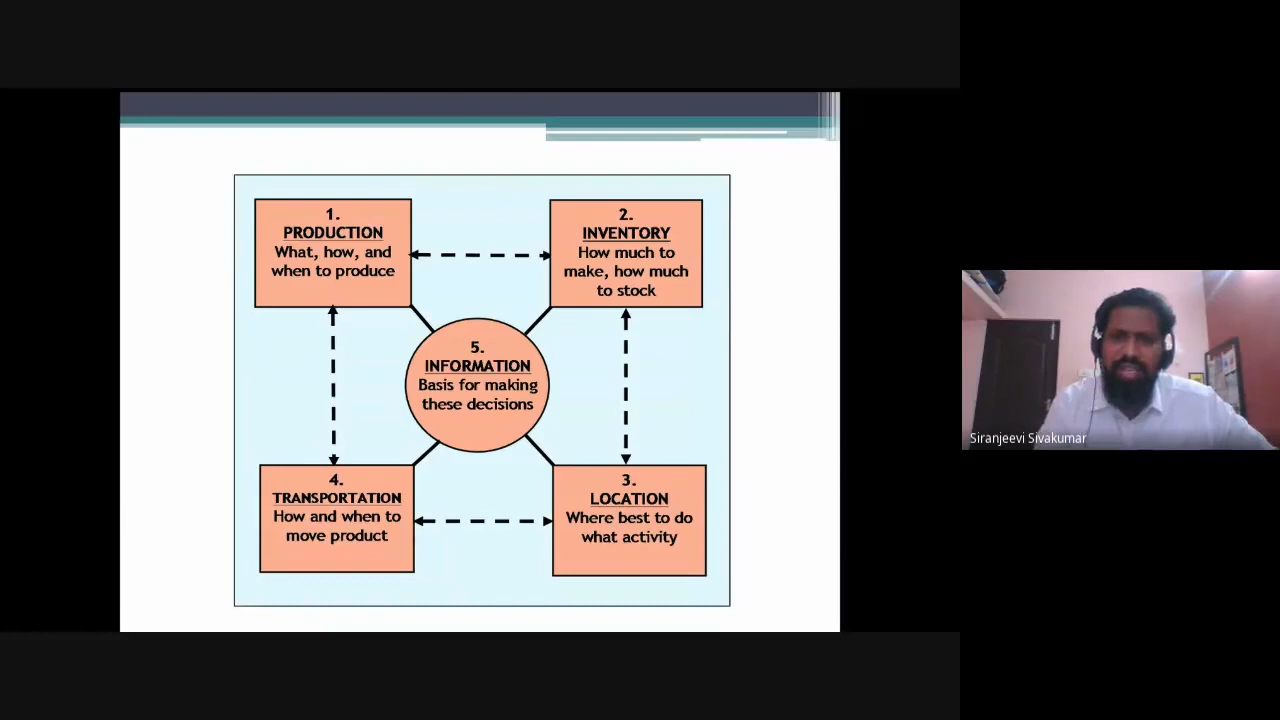 1.
PRODUCTION
What, how, and
when to produce
2.
INVENTORY
How much to
make, how much
to stock
5.
INFORMATION
Basis for making
these decisions
4.
TRANSPORTATION
How and when to
move product
3.
LOCATION
Where best to do
what activity
Siranjeevi Sivakumar